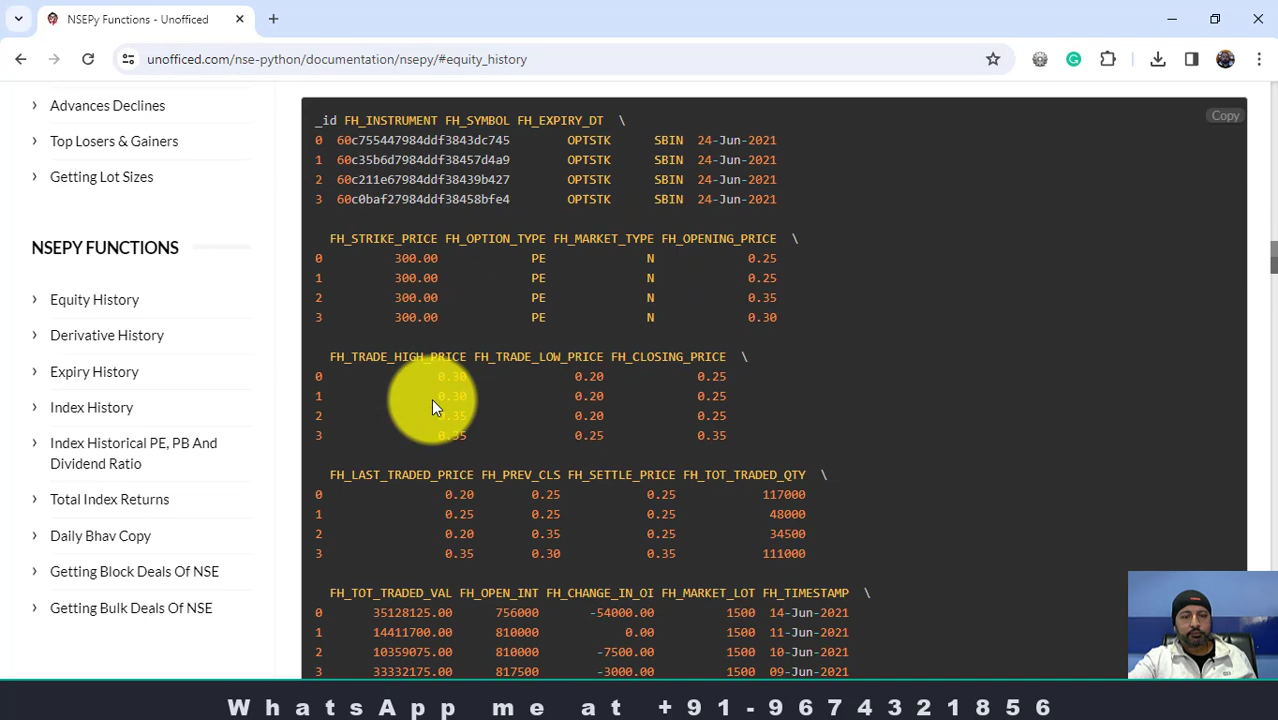 NSEPy Functions - Unofficed
unofficed.com/nse-python/documentation/nsepy/#equity_history
Advances Declines
Top Losers & Gainers
Getting Lot Sizes
NSEPY FUNCTIONS
Equity History
Derivative History
Expiry History
Index History
Index Historical PE, PB And
Dividend Ratio
Total Index Returns
Daily Bhav Copy
Getting Block Deals Of NSE
Getting Bulk Deals Of NSE
Copy
_id FH_INSTRUMENT FH_SYMBOL FH_EXPIRY_DT \
0 60c755447984ddf3843dc745 OPTSTK SBIN 24-Jun-2021
1 60c35b6d7984ddf38457d4a9 OPTSTK SBIN 24-Jun-2021
2 60c211e67984ddf38439b427 OPTSTK SBIN 24-Jun-2021
3 60c0baf27984ddf38458bfe4 OPTSTK SBIN 24-Jun-2021
FH_STRIKE_PRICE FH_OPTION_TYPE FH_MARKET_TYPE FH_OPENING_PRICE \
0 300.00 PE N 0.25
1 300.00 PE N 0.25
2 300.00 PE N 0.35
3 300.00 PE N 0.30
FH_TRADE_HIGH_PRICE FH_TRADE_LOW_PRICE FH_CLOSING_PRICE \
0 0.30 0.20 0.25
1 0.30 0.20 0.25
2 0.35 0.20 0.25
3 0.35 0.25 0.35
FH_LAST_TRADED_PRICE FH_PREV_CLS FH_SETTLE_PRICE FH_TOT_TRADED_QTY \
0 0.20 0.25 0.25 117000
1 0.25 0.25 0.25 48000
2 0.20 0.35 0.25 34500
3 0.35 0.30 0.35 111000
FH_TOT_TRADED_VAL FH_OPEN_INT FH_CHANGE_IN_OI FH_MARKET_LOT FH_TIMESTAMP \
0 35128125.00 756000 -54000.00 1500 14-Jun-2021
1 14411700.00 810000 0.00 1500 11-Jun-2021
2 10359075.00 810000 -7500.00 1500 10-Jun-2021
3 33332175.00 817500 -3000.00 1500 09-Jun-2021
WhatsApp me at +91-9674321856